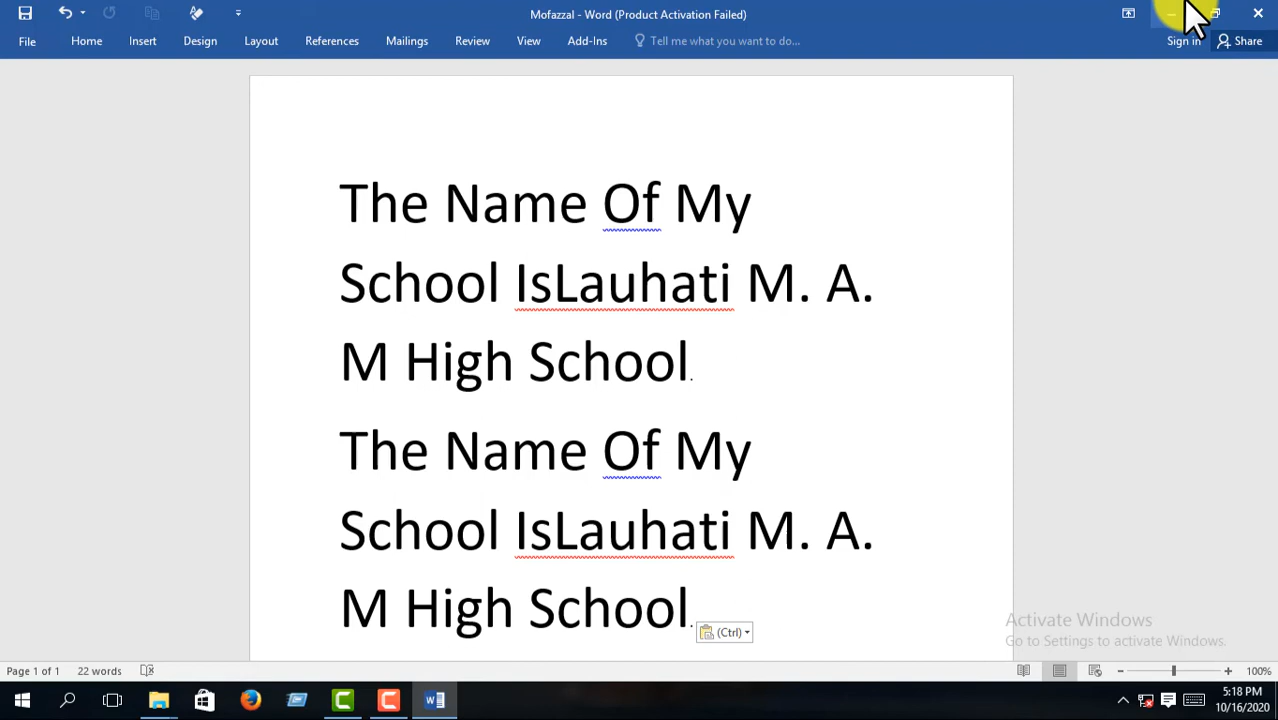 Mofazzal - Word (Product Activation Failed)
File Home Insert Design Layout References Mailings Review View Add-Ins Tell me what you want to do... Sign in Share
The Name Of My
School IsLauhati M. A.
M High School.
The Name Of My
School IsLauhati M. A.
M High School.
(Ctrl)
Activate Windows
Go to Settings to activate Windows.
Page 1 of 1 22 words 100%
5:18 PM
10/16/2020